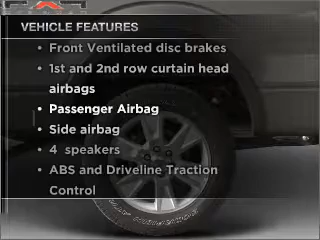 VEHICLE FEATURES
• Front Ventilated disc brakes
• 1st and 2nd row curtain head
airbags
• Passenger Airbag
• Side airbag
• 4 speakers
• ABS and Driveline Traction
Control